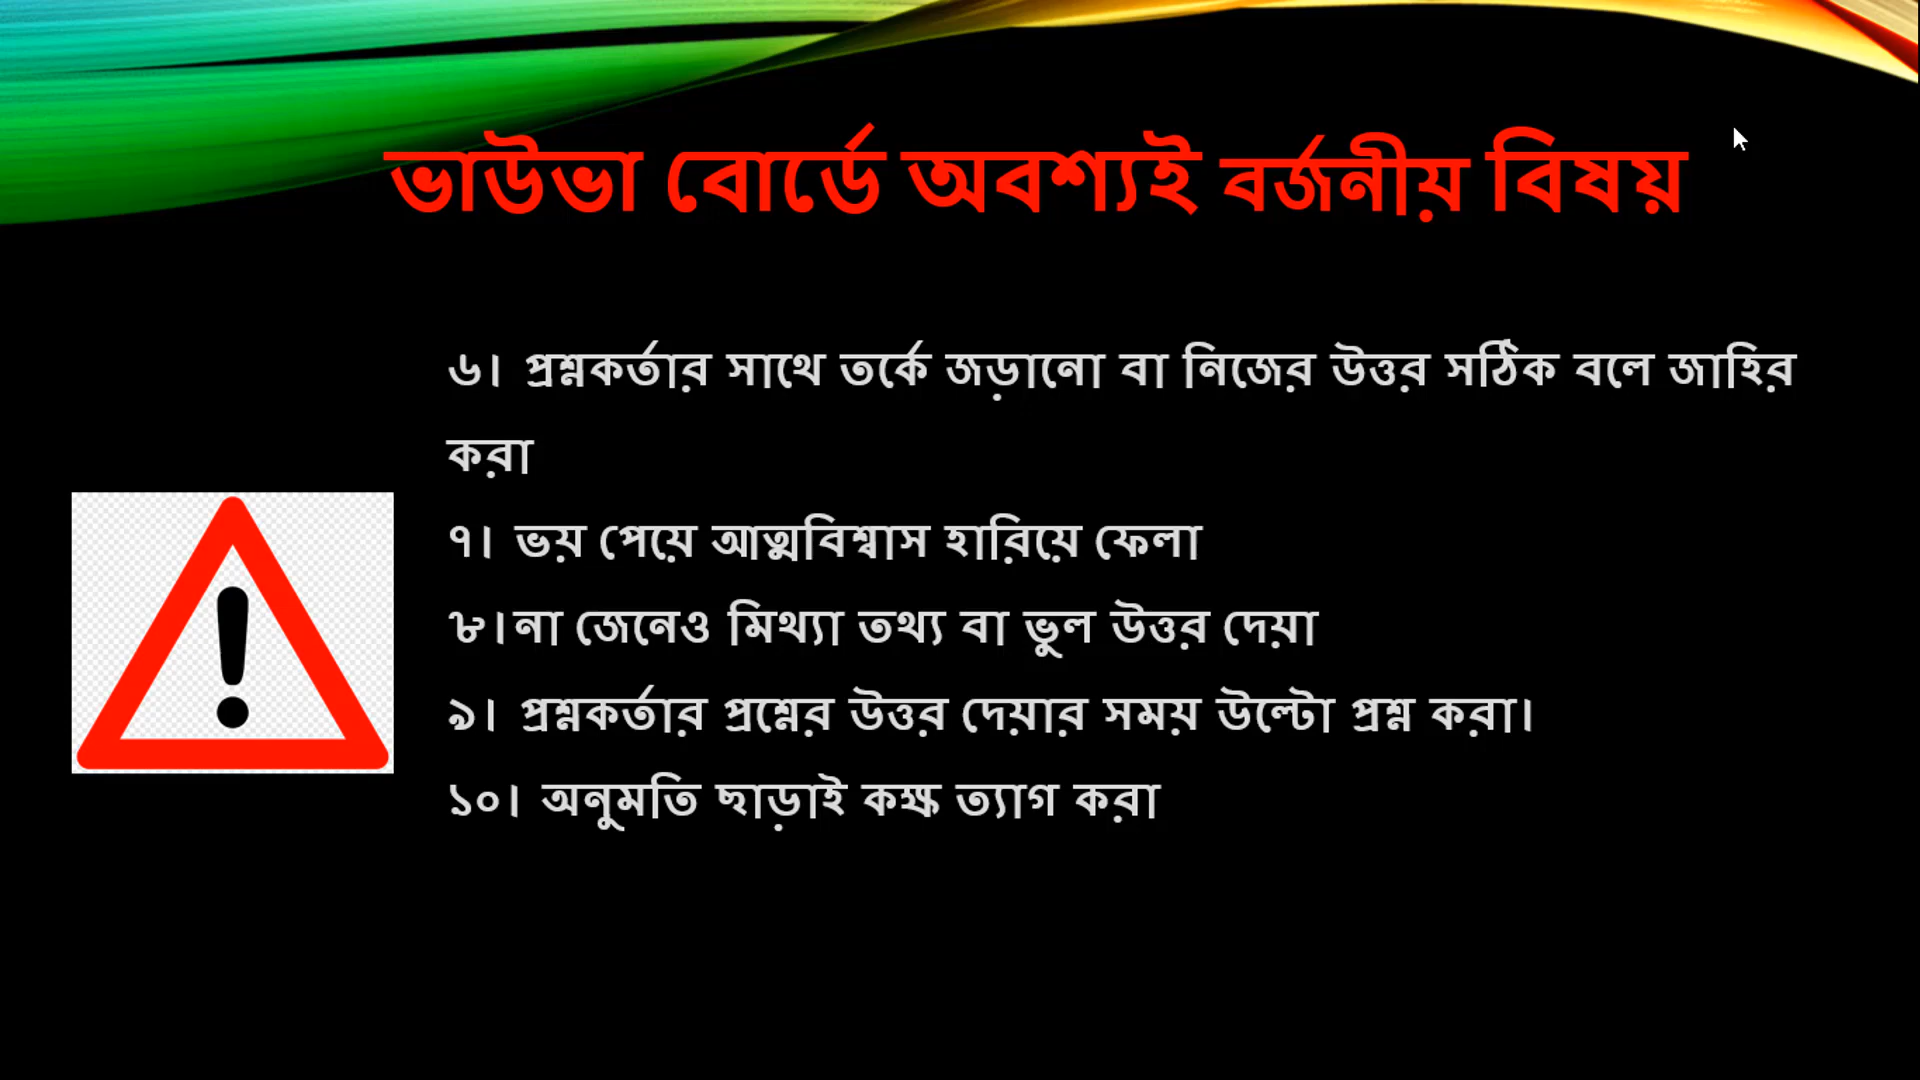 ভাউভা বোর্ডে অবশ্যই বর্জনীয় বিষয়
৬। প্রশ্নকর্তার সাথে তর্কে জড়ানো বা নিজের উত্তর সঠিক বলে জাহির
করা
৭। ভয় পেয়ে আত্মবিশ্বাস হারিয়ে ফেলা
৮।না জেনেও মিথ্যা তথ্য বা ভুল উত্তর দেয়া
৯। প্রশ্নকর্তার প্রশ্নের উত্তর দেয়ার সময় উল্টো প্রশ্ন করা।
১০। অনুমতি ছাড়াই কক্ষ ত্যাগ করা